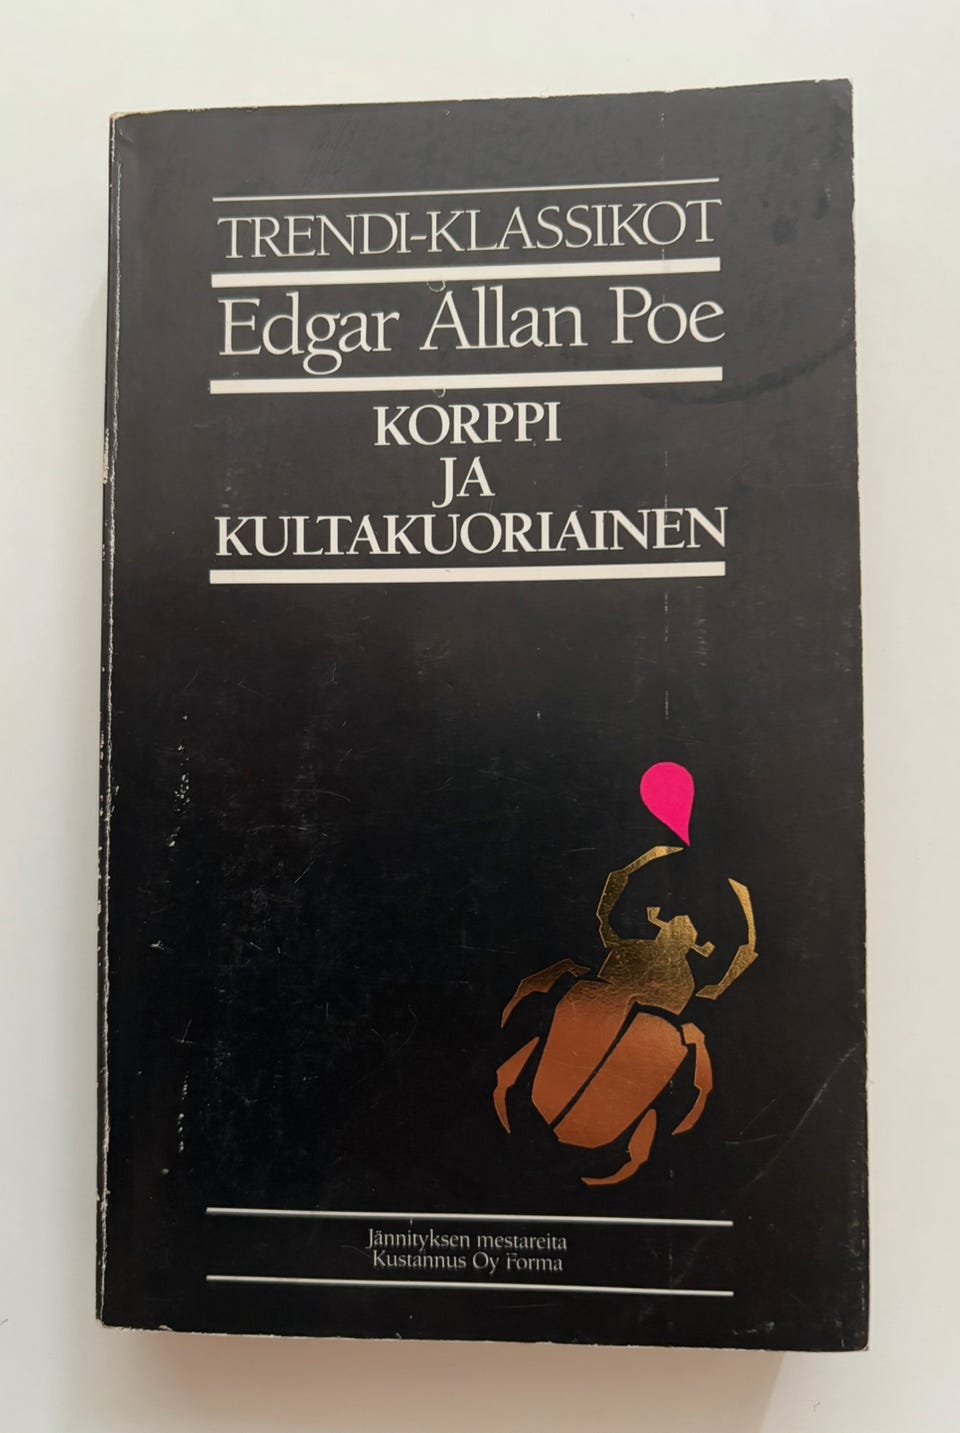 TRENDI-KLASSIKOT
Edgar Allan Poe
KORPPI
JA
KULTAKUORIAINEN
Jännityksen mestareita
Kustannus Oy Forma